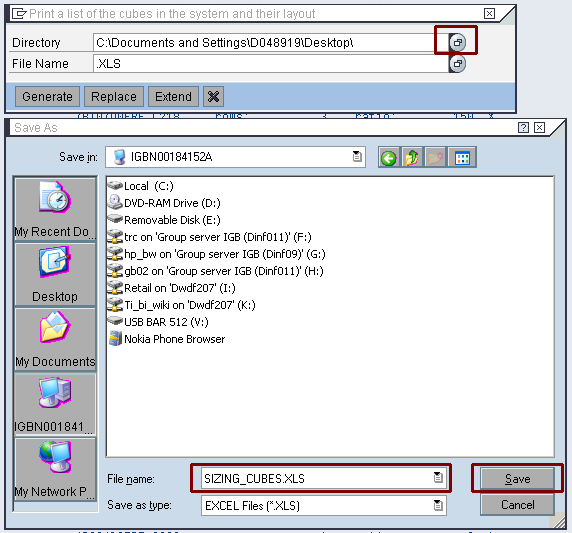 Print a list of the cubes in the system and their layout
Directory C:\Documents and Settings\D048919\Desktop\
File Name .XLS
Generate Replace Extend
Save As
Save in: IGBN00184152A
My Recent Do...
Desktop
My Documents
IGBN001841...
My Network P...
Local (C:)
DVD-RAM Drive (D:)
Removable Disk (E:)
trc on 'Group server IGB (Dinf011)' (F:)
hp_bw on 'Group server IGB (Dinf09)' (G:)
gb02 on 'Group server IGB (Dinf011)' (H:)
Retail on 'Dwdf207' (I:)
Ti_bi_wiki on 'Dwdf207' (K:)
USB BAR 512 (V:)
Nokia Phone Browser
File name: SIZING_CUBES.XLS Save
Save as type: EXCEL Files (*.XLS) Cancel